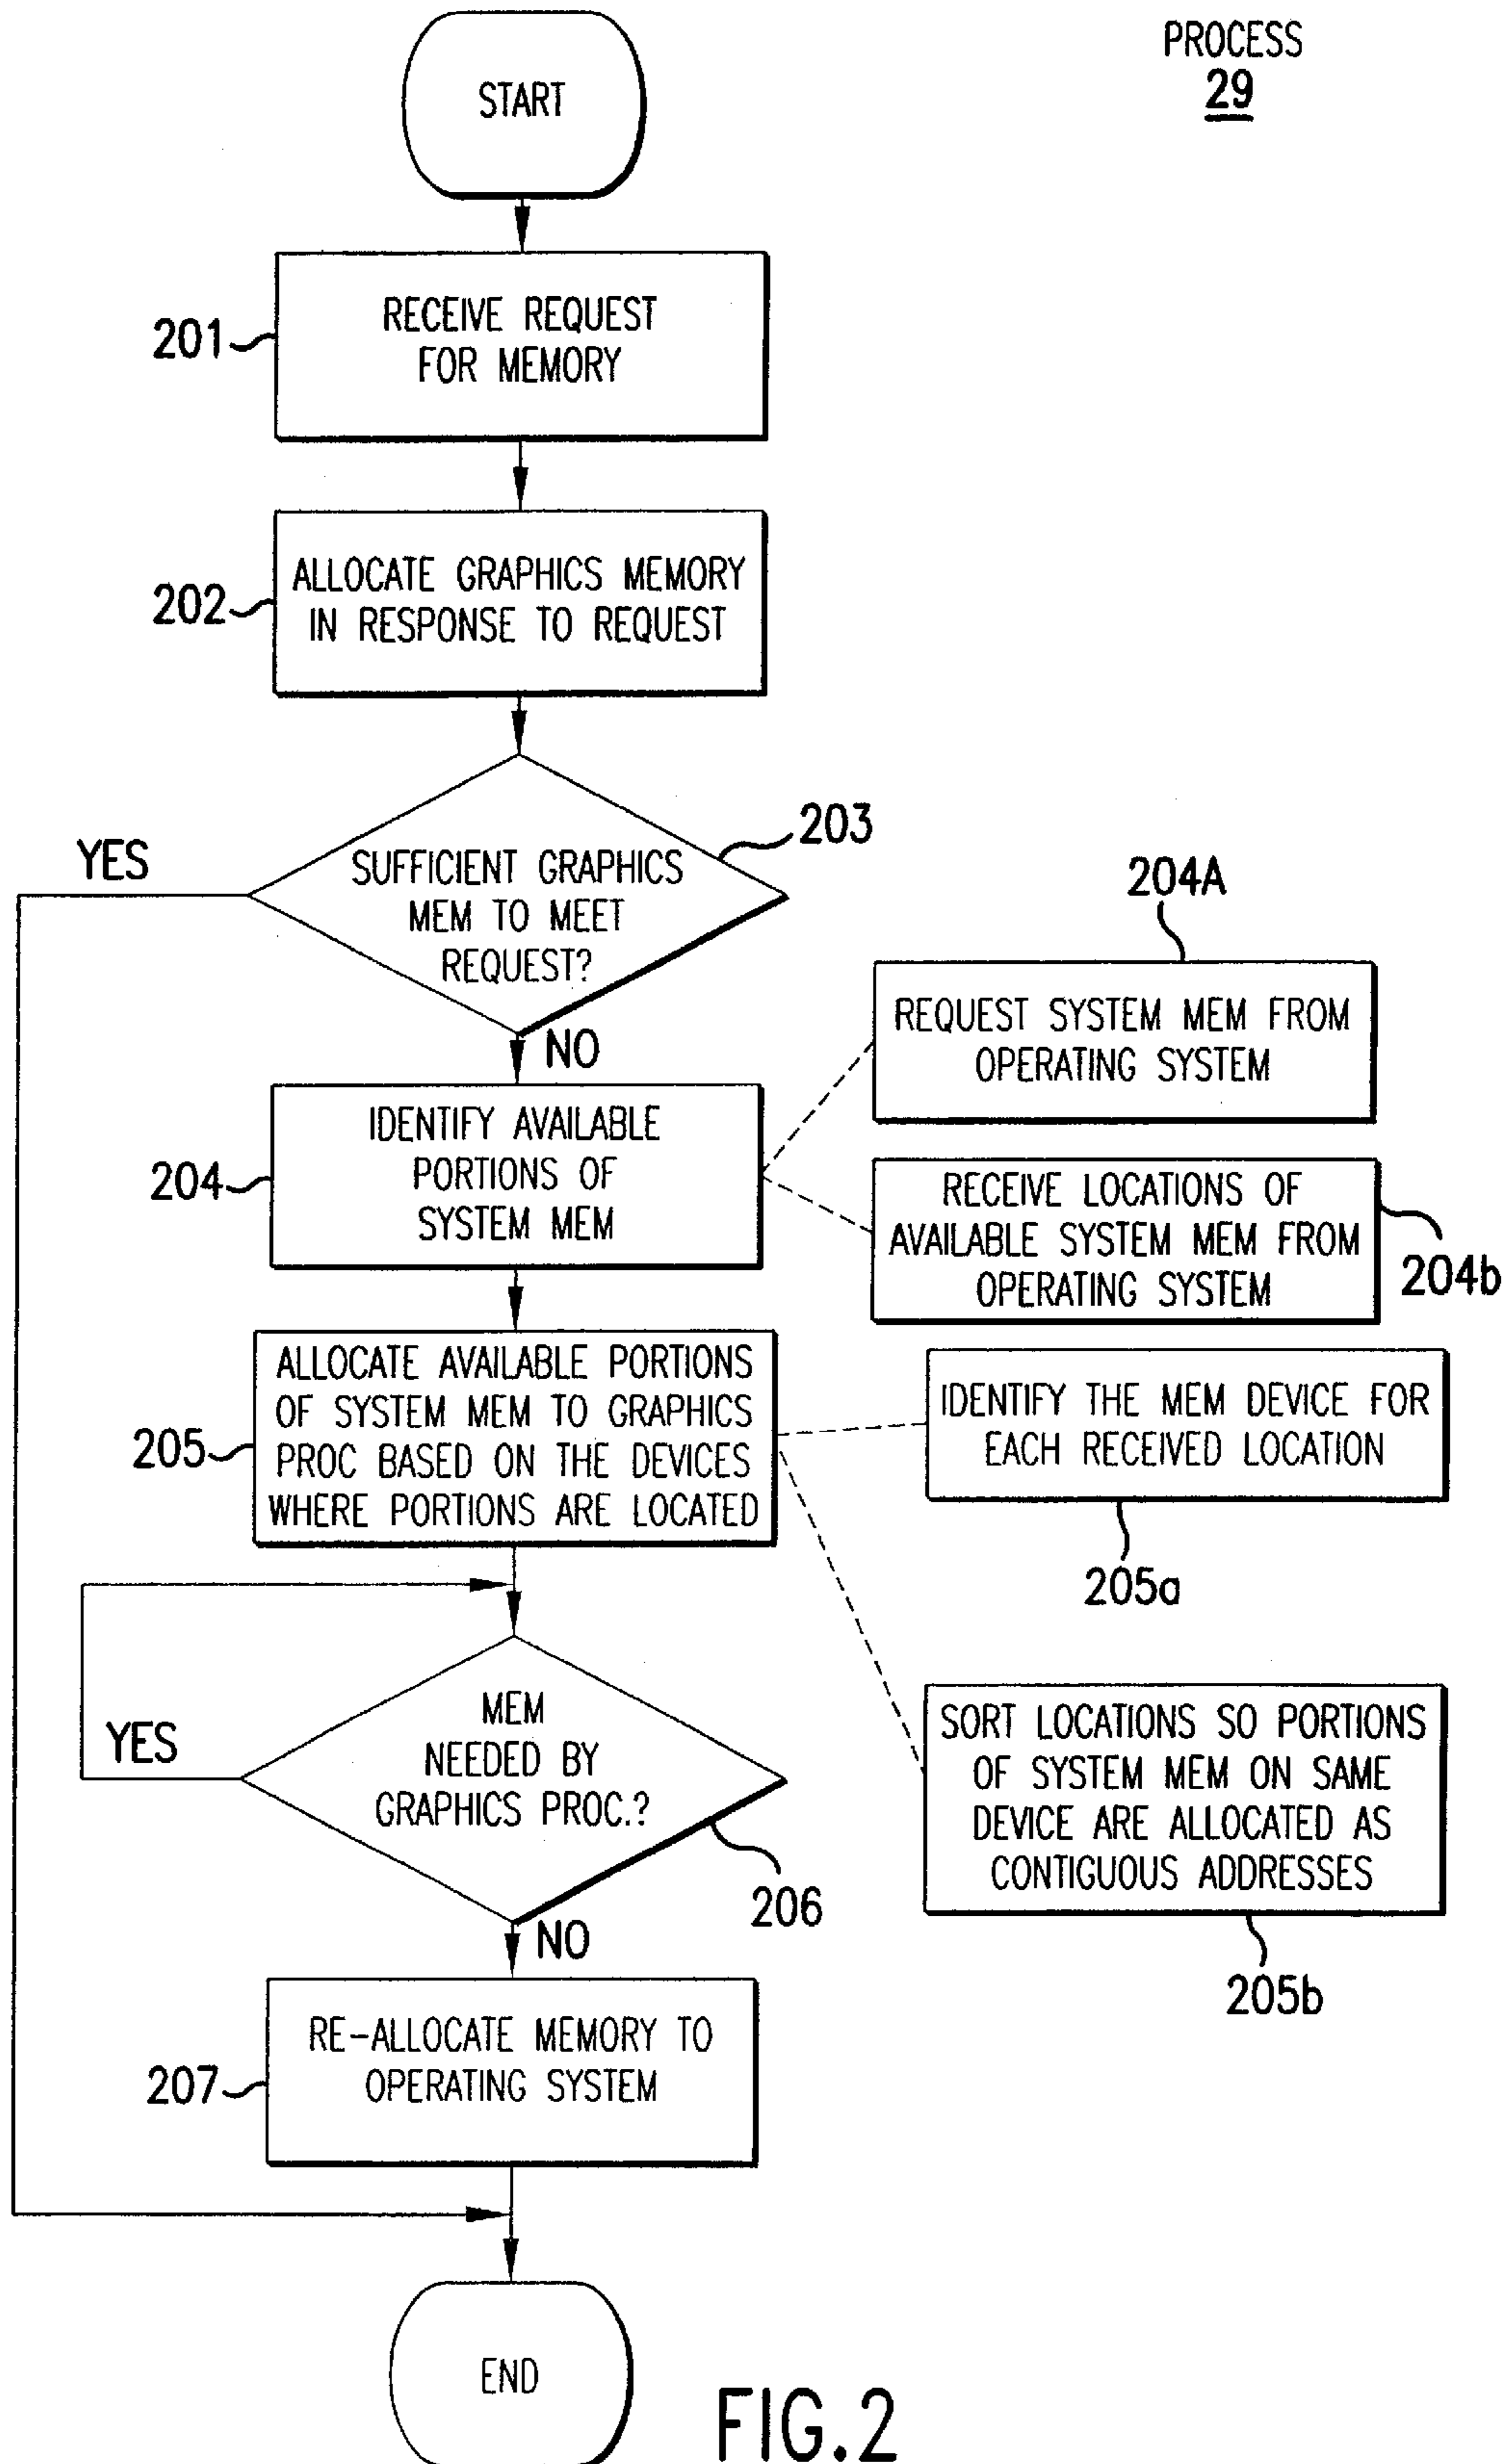 PROCESS
29
START
201
RECEIVE REQUEST
FOR MEMORY
202
ALLOCATE GRAPHICS MEMORY
IN RESPONSE TO REQUEST
203
SUFFICIENT GRAPHICS
MEM TO MEET
REQUEST?
YES
NO
204
IDENTIFY AVAILABLE
PORTIONS OF
SYSTEM MEM
204A
REQUEST SYSTEM MEM FROM
OPERATING SYSTEM
RECEIVE LOCATIONS OF
AVAILABLE SYSTEM MEM FROM
OPERATING SYSTEM
204b
205
ALLOCATE AVAILABLE PORTIONS
OF SYSTEM MEM TO GRAPHICS
PROC BASED ON THE DEVICES
WHERE PORTIONS ARE LOCATED
IDENTIFY THE MEM DEVICE FOR
EACH RECEIVED LOCATION
205a
SORT LOCATIONS SO PORTIONS
OF SYSTEM MEM ON SAME
DEVICE ARE ALLOCATED AS
CONTIGUOUS ADDRESSES
205b
MEM
NEEDED BY
GRAPHICS PROC.?
YES
206
NO
207
RE-ALLOCATE MEMORY TO
OPERATING SYSTEM
END
FIG.2